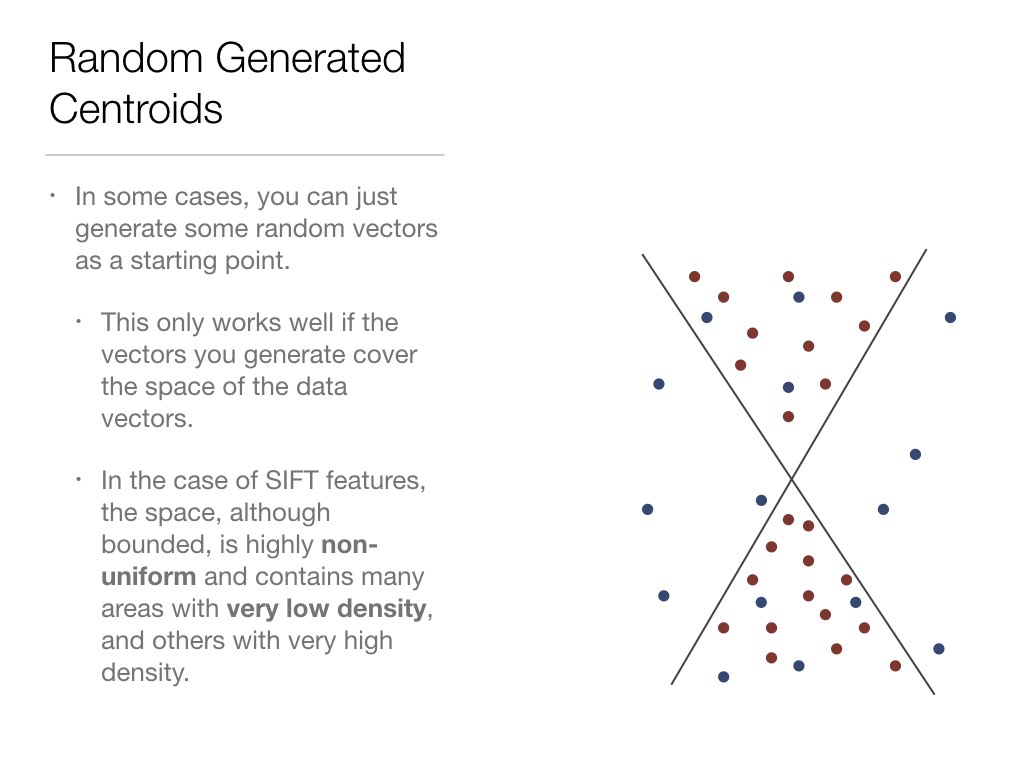 Random Generated
Centroids
• In some cases, you can just
generate some random vectors
as a starting point.
• This only works well if the
vectors you generate cover
the space of the data
vectors.
• In the case of SIFT features,
the space, although
bounded, is highly non-
uniform and contains many
areas with very low density,
and others with very high
density.